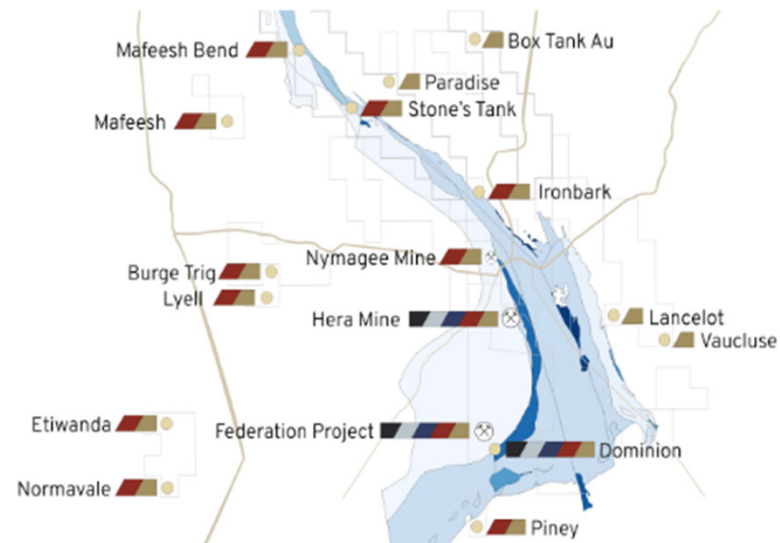 Box Tank Au
Mafeesh Bend
Paradise
Stone's Tank
Mafeesh
Ironbark
Nymagee Mine
Burge Trig
Lyell
Hera Mine
Lancelot
Vaucluse
Etiwanda
Federation Project
Dominion
Normavale
Piney